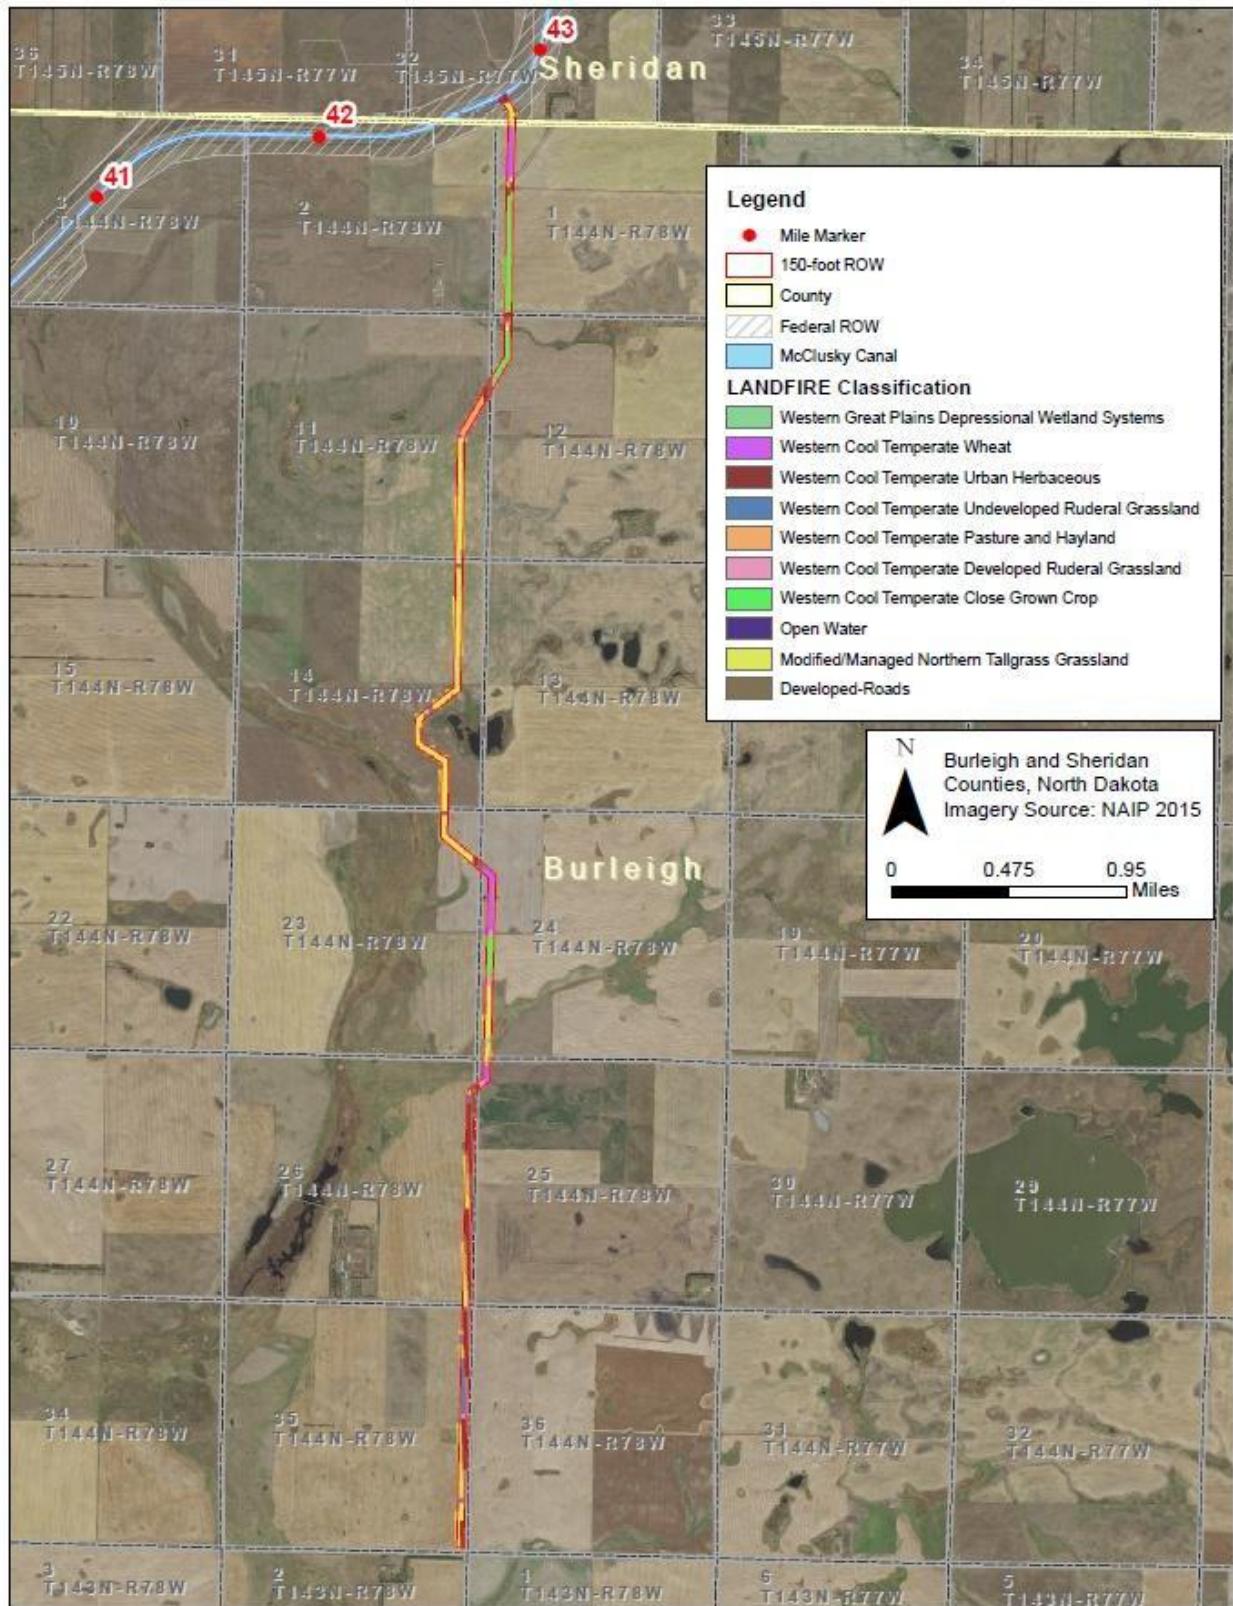 43
36
T145N-R78W
31
T145N-R77W
32
T145N-R77W
33
T145N-R77W
34
T145N-R77W
Sheridan
42
41
3
T144N-R78W
2
T144N-R78W
1
T144N-R78W
Legend
Mile Marker
150-foot ROW
County
Federal ROW
McClusky Canal
LANDFIRE Classification
Western Great Plains Depressional Wetland Systems
Western Cool Temperate Wheat
Western Cool Temperate Urban Herbaceous
Western Cool Temperate Undeveloped Ruderal Grassland
Western Cool Temperate Pasture and Hayland
Western Cool Temperate Developed Ruderal Grassland
Western Cool Temperate Close Grown Crop
Open Water
Modified/Managed Northern Tallgrass Grassland
Developed-Roads
10
T144N-R78W
11
T144N-R78W
12
T144N-R78W
15
T144N-R78W
14
T144N-R78W
13
T144N-R78W
N
Burleigh and Sheridan
Counties, North Dakota
Imagery Source: NAIP 2015
0 0.475 0.95
Miles
Burleigh
22
T144N-R78W
23
T144N-R78W
24
T144N-R78W
19
T144N-R77W
20
T144N-R77W
27
T144N-R78W
26
T144N-R78W
25
T144N-R78W
30
T144N-R77W
29
T144N-R77W
34
T144N-R78W
35
T144N-R78W
36
T144N-R78W
31
T144N-R77W
32
T144N-R77W
3
T143N-R78W
2
T143N-R78W
1
T143N-R78W
6
T143N-R77W
5
T143N-R77W